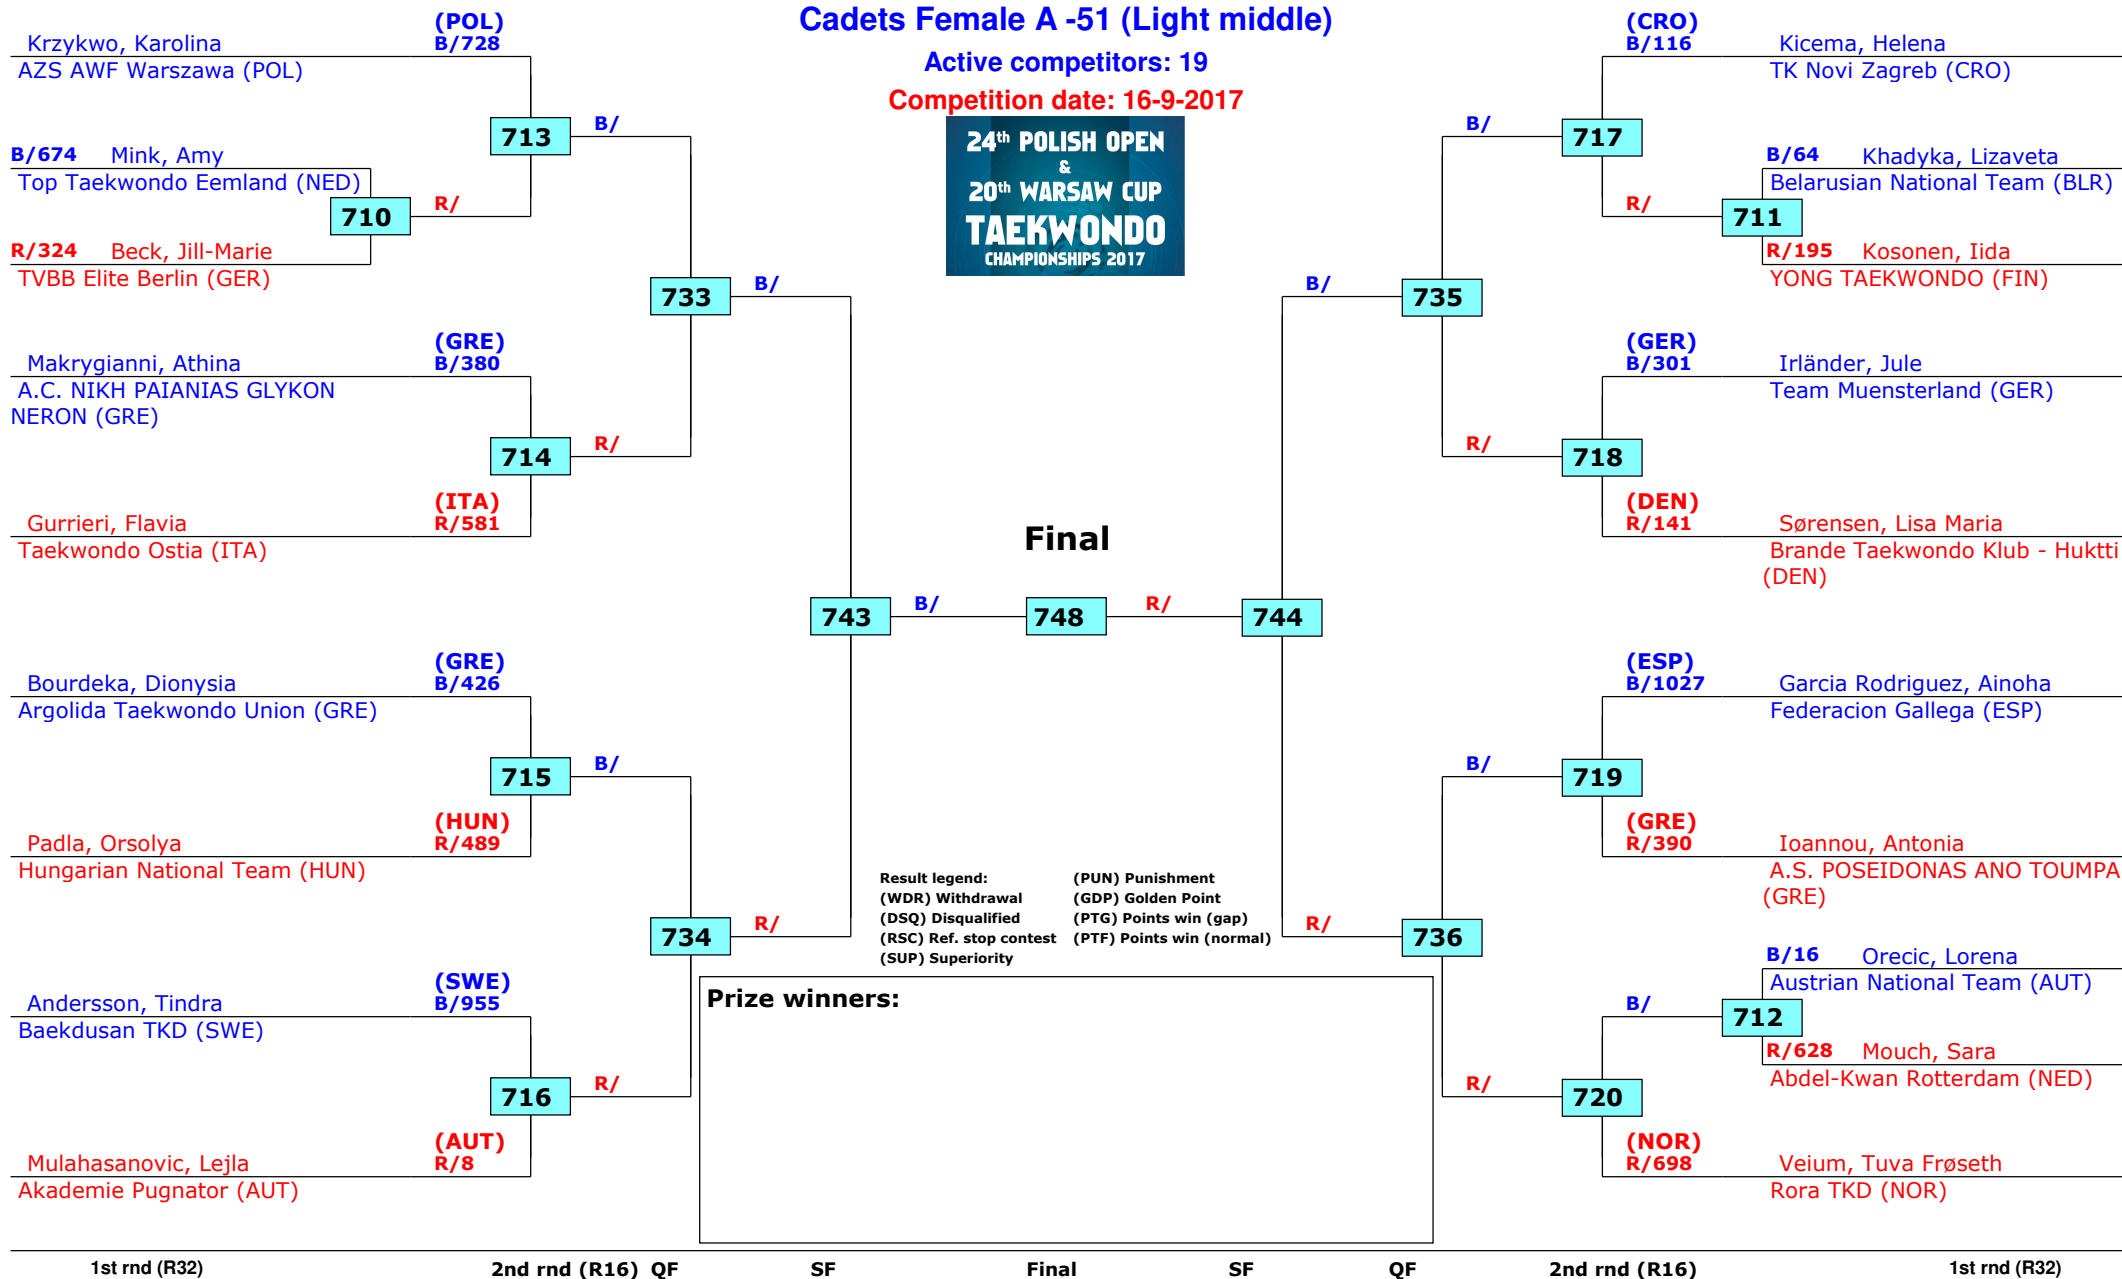 Cadets Female A -51 (Light middle)
Active competitors: 19
Competition date: 16-9-2017
24th POLISH OPEN
&
20th WARSAW CUP
TAEKWONDO
CHAMPIONSHIPS 2017
(POL)
Krzykwo, Karolina B/728
AZS AWF Warszawa (POL)
713 B/
B/674 Mink, Amy
Top Taekwondo Eemland (NED)
710 R/
R/324 Beck, Jill-Marie
TVBB Elite Berlin (GER)
733 B/
(GRE)
Makrygianni, Athina B/380
A.C. NIKH PAIANIAS GLYKON
NERON (GRE)
714 R/
(ITA)
Gurrieri, Flavia R/581
Taekwondo Ostia (ITA)
743 B/
(GRE)
Bourdeka, Dionysia B/426
Argolida Taekwondo Union (GRE)
715 B/
(HUN)
Padla, Orsolya R/489
Hungarian National Team (HUN)
734 R/
(SWE)
Andersson, Tindra B/955
Baekdusan TKD (SWE)
716 R/
(AUT)
Mulahasanovic, Lejla R/8
Akademie Pugnator (AUT)
Final
748
(CRO)
B/116 Kicema, Helena
TK Novi Zagreb (CRO)
B/ 717
B/64 Khadyka, Lizaveta
Belarusian National Team (BLR)
R/ 711
R/195 Kosonen, Iida
YONG TAEKWONDO (FIN)
B/ 735
(GER)
B/301 Irländer, Jule
Team Muensterland (GER)
R/ 718
(DEN)
R/141 Sørensen, Lisa Maria
Brande Taekwondo Klub - Huktti
(DEN)
R/ 744
(ESP)
B/1027 Garcia Rodriguez, Ainoha
Federacion Gallega (ESP)
B/ 719
(GRE)
R/390 Ioannou, Antonia
A.S. POSEIDONAS ANO TOUMPA
(GRE)
R/ 736
B/16 Orecic, Lorena
Austrian National Team (AUT)
B/ 712
R/628 Mouch, Sara
Abdel-Kwan Rotterdam (NED)
R/ 720
(NOR)
R/698 Veium, Tuva Frøseth
Rora TKD (NOR)
Result legend: (PUN) Punishment
(WDR) Withdrawal (GDP) Golden Point
(DSQ) Disqualified (PTG) Points win (gap)
(RSC) Ref. stop contest (PTF) Points win (normal)
(SUP) Superiority
Prize winners:
1st rnd (R32) 2nd rnd (R16) QF SF Final SF QF 2nd rnd (R16) 1st rnd (R32)